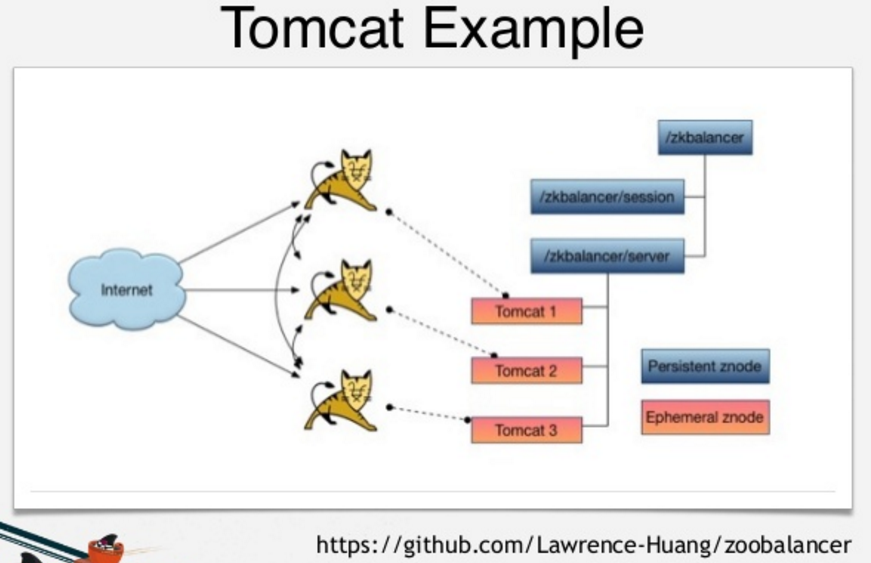 Tomcat Example
/zkbalancer
/zkbalancer/session
/zkbalancer/server
Internet
Tomcat 1
Tomcat 2
Tomcat 3
Persistent znode
Ephemeral znode
https://github.com/Lawrence-Huang/zoobalancer